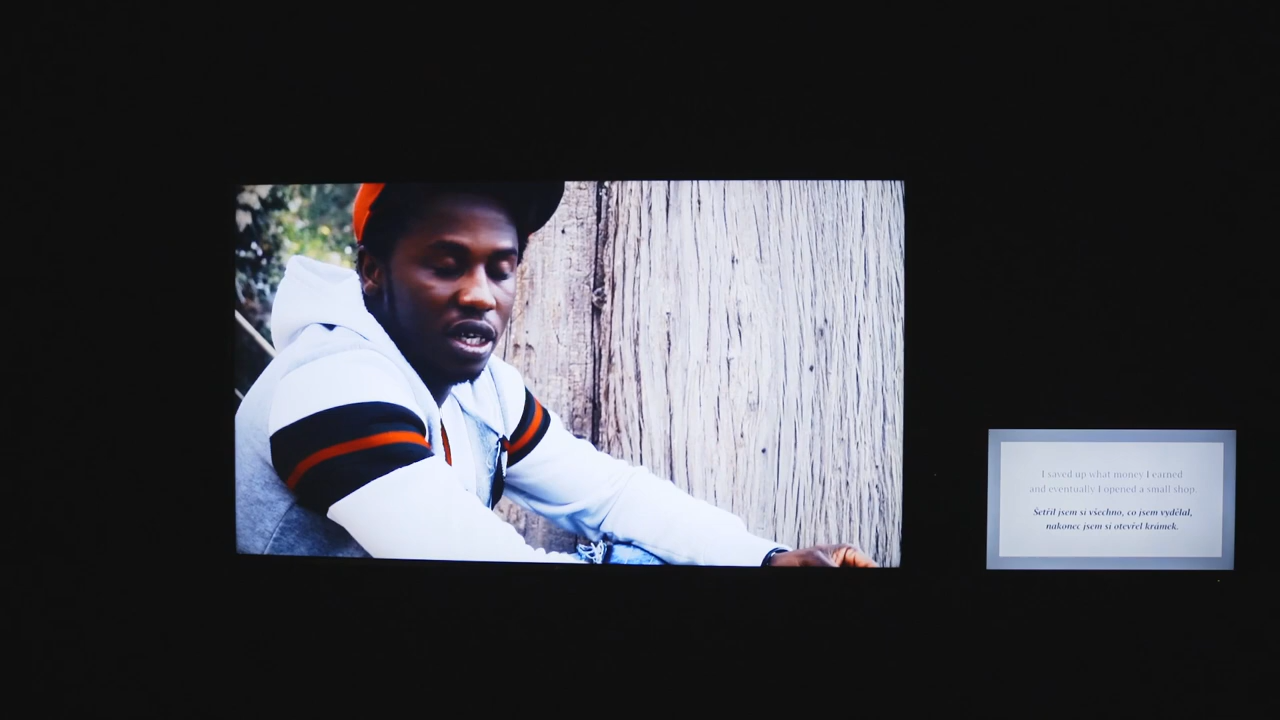 I saved up what money I earned
and eventually I opened a small shop.
Šetřil jsem si všechno, co jsem vydělal,
nakonec jsem si otevřel krámek.